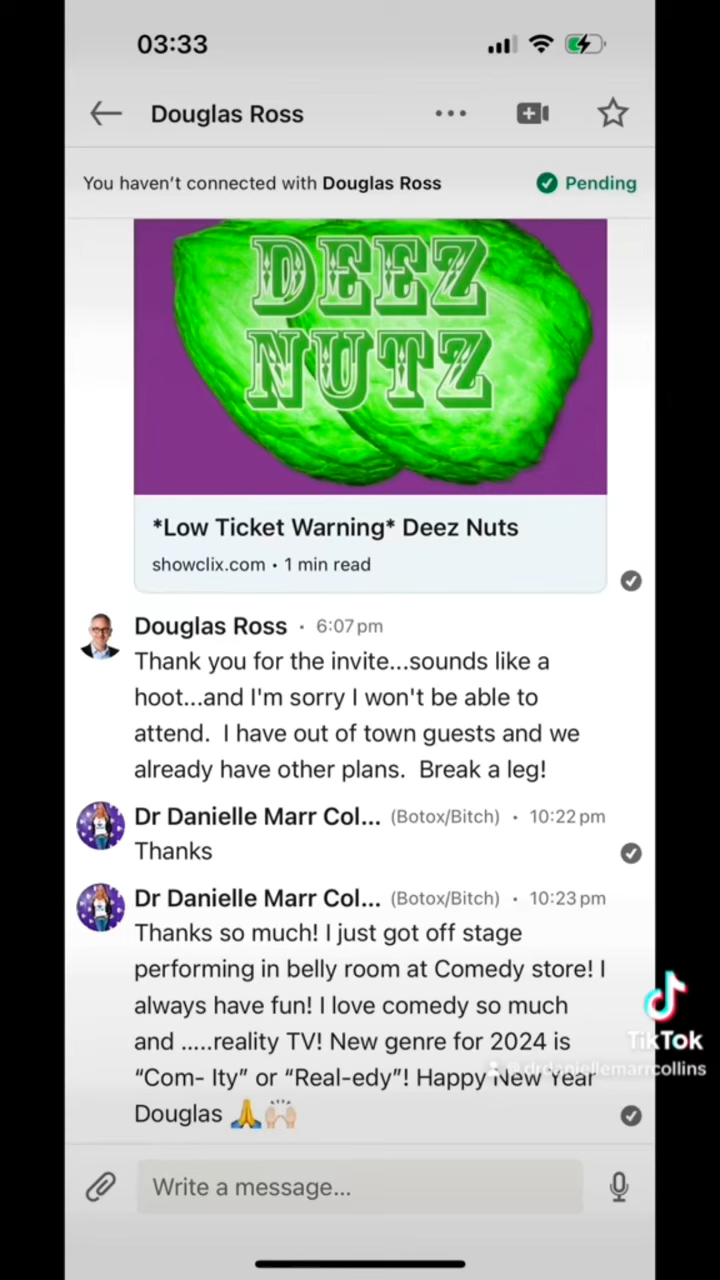 03:33
Douglas Ross
You haven't connected with Douglas Ross
Pending
DEEZ
NUTZ
*Low Ticket Warning* Deez Nuts
showclix.com • 1 min read
Douglas Ross • 6:07 pm
Thank you for the invite...sounds like a
hoot...and I'm sorry I won't be able to
attend.  I have out of town guests and we
already have other plans.  Break a leg!
Dr Danielle Marr Col... (Botox/Bitch) • 10:22 pm
Thanks
Dr Danielle Marr Col... (Botox/Bitch) • 10:23 pm
Thanks so much! I just got off stage
performing in belly room at Comedy store! I
always have fun! I love comedy so much
and .....reality TV! New genre for 2024 is
“Com- Ity” or “Real-edy”! Happy New Year
Douglas 🙏🙌🏻
TikTok
@drdaniellemarrcollins
Write a message...